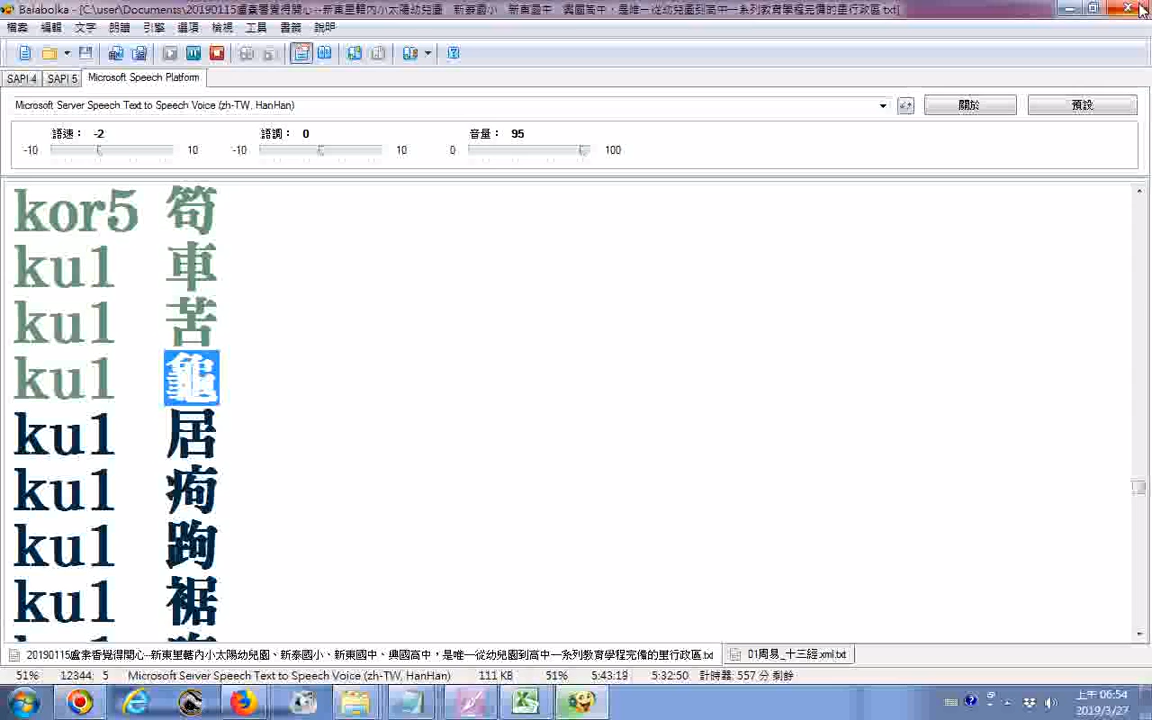 Balabolka - [C:\user\Documents\20190115盧素香覺得開心--新東里轄內小太陽幼兒園、新泰國小、新東國中、興國高中，是唯一從幼兒園到高中一系列教育學程完備的里行政區.txt]
檔案 編輯 文字 朗讀 引擎 選項 檢視 工具 書籤 說明
SAPI 4 SAPI 5 Microsoft Speech Platform
Microsoft Server Speech Text to Speech Voice (zh-TW, HanHan) 關於 預設
語速： -2 語調： 0 音量： 95
-10 10 -10 10 0 100
kor5 笱
ku1 車
ku1 苦
ku1 龜
ku1 居
ku1 痀
ku1 跔
ku1 裾
20190115盧素香覺得開心--新東里轄內小太陽幼兒園、新泰國小、新東國中、興國高中，是唯一從幼兒園到高中一系列教育學程完備的里行政區.txt 01周易_十三經.xml.txt
51% 12344: 5 Microsoft Server Speech Text to Speech Voice (zh-TW, HanHan) 111 KB 51% 5:43:19 5:32:50 計時器: 557 分 剩餘
上午 06:54
2019/3/27